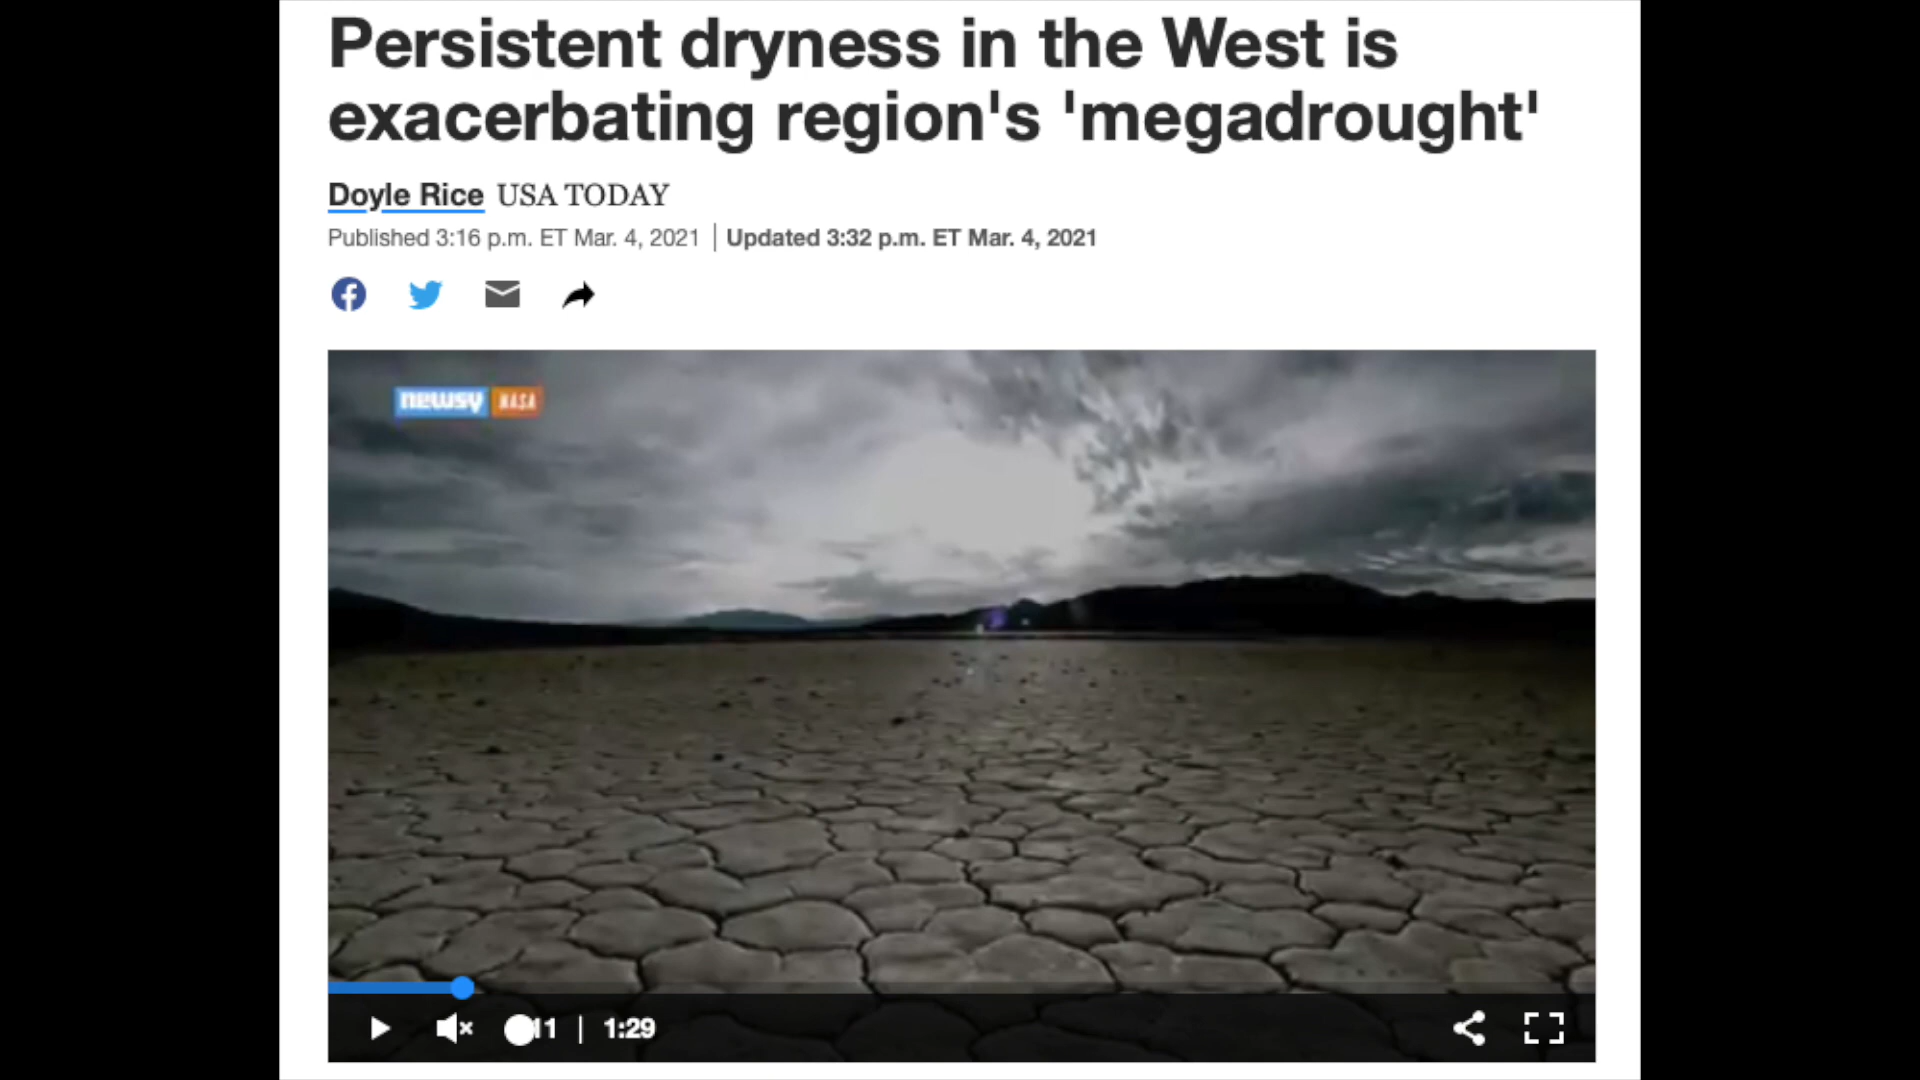 Persistent dryness in the West is
exacerbating region's 'megadrought'
Doyle Rice USA TODAY
Published 3:16 p.m. ET Mar. 4, 2021 | Updated 3:32 p.m. ET Mar. 4, 2021
newsy NASA
11 | 1:29